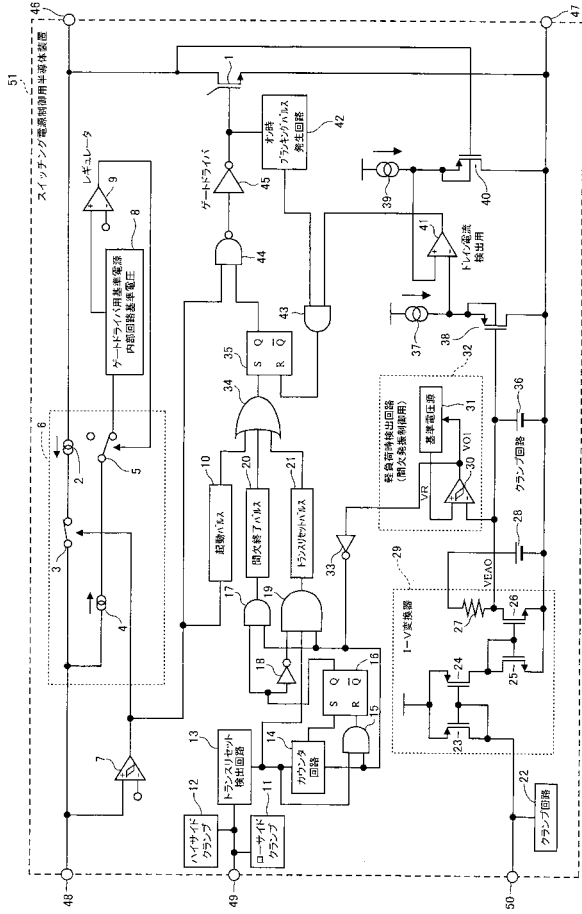 51
スイッチング電源制御用半導体装置
46
47
48
49
50
6
2
3
4
5
7
レギュレータ
9
8
ゲートドライバ用基準電源
内部回路基準電圧
1
ゲートドライバ
45
44
オン時
ブランキングパルス
発生回路
42
43
10
起動パルス
20
間欠終了パルス
21
トランスリセットパルス
34
35
S Q
R Q
17
18
19
12
ハイサイド
クランプ
13
トランスリセット
検出回路
11
ローサイド
クランプ
14
カウンタ
回路
15
16
S Q
R Q
33
39
40
41
ドレイン電流
検出用
37
38
32
軽負荷時検出回路
(間欠発振制御用)
31
基準電圧源
VR
VO1
30
36
クランプ回路
28
29
I-V変換器
VEAO
27
26
25
24
23
22
クランプ回路